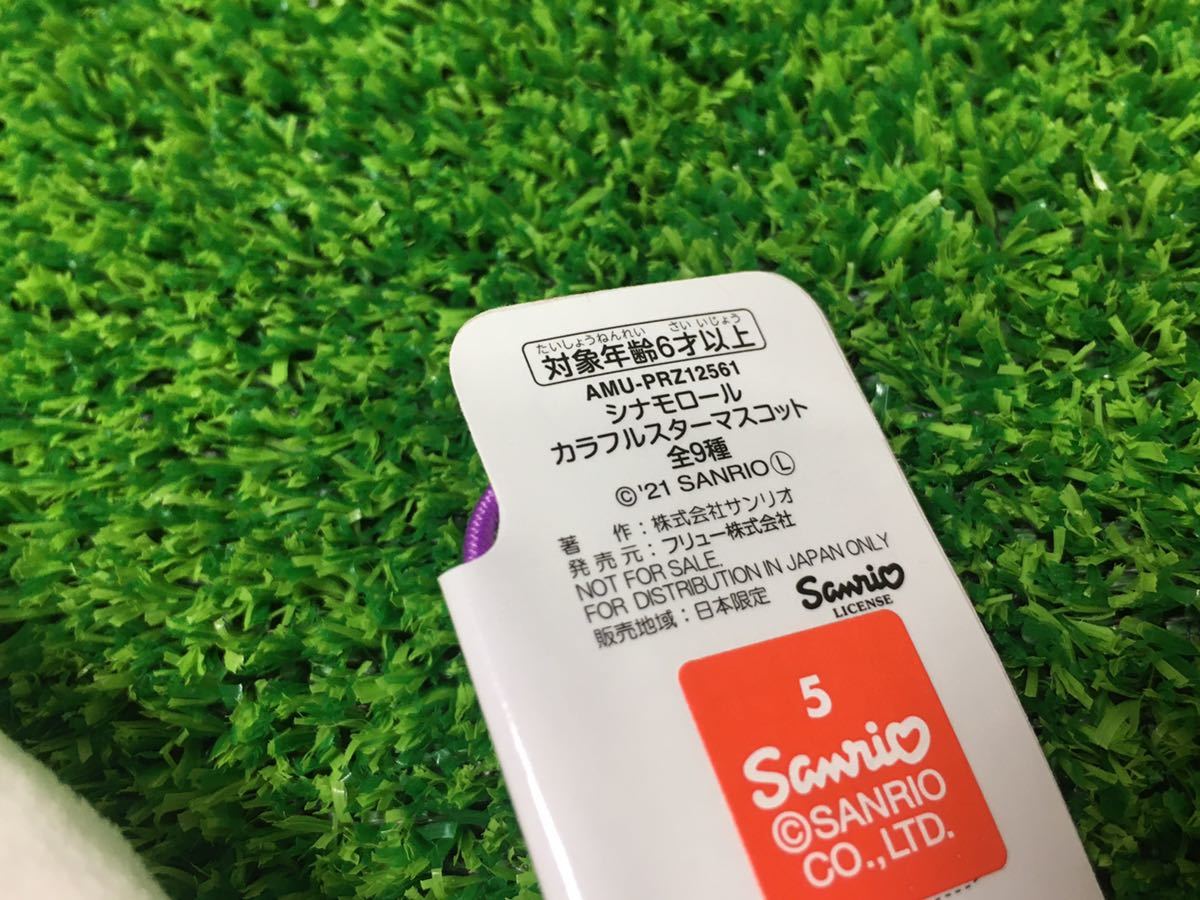 たいしょうねんれい さい いじょう
対象年齢6才以上
AMU-PRZ12561
シナモロール
カラフルスターマスコット
全9種
©'21 SANRIO Ⓛ
著 作：株式会社サンリオ
発売元：フリュー株式会社
NOT FOR SALE.
FOR DISTRIBUTION IN JAPAN ONLY
販売地域：日本限定
Sanrio
LICENSE
5
Sanrio
©SANRIO
CO.,LTD.